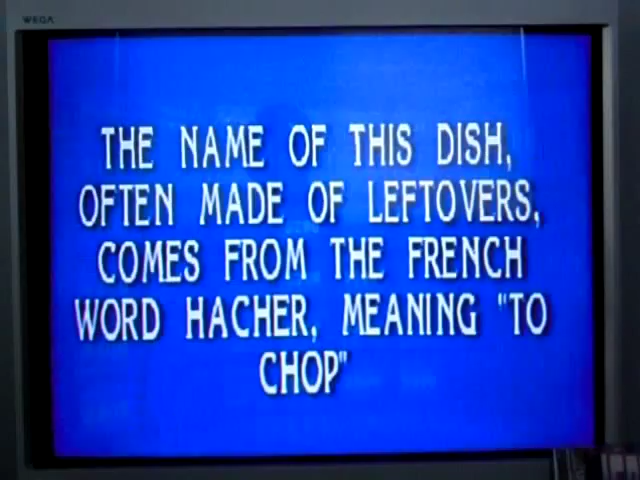 WEGA
THE NAME OF THIS DISH,
OFTEN MADE OF LEFTOVERS,
COMES FROM THE FRENCH
WORD HACHER, MEANING "TO
CHOP"